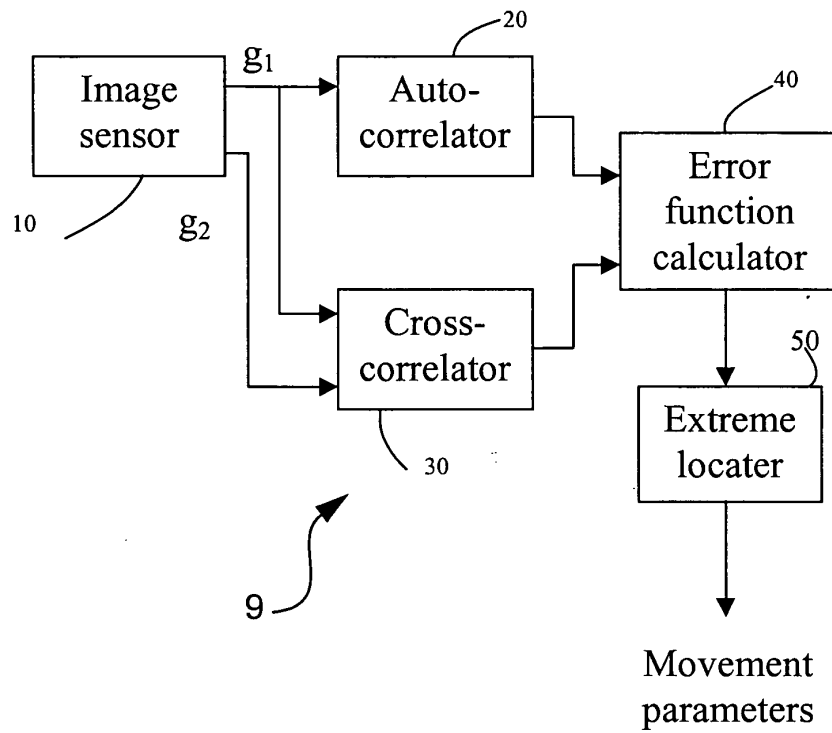 20
g1
Image
sensor
Auto-
correlator
40
Error
function
calculator
10
g2
Cross-
correlator
50
30
Extreme
locater
9
Movement
parameters